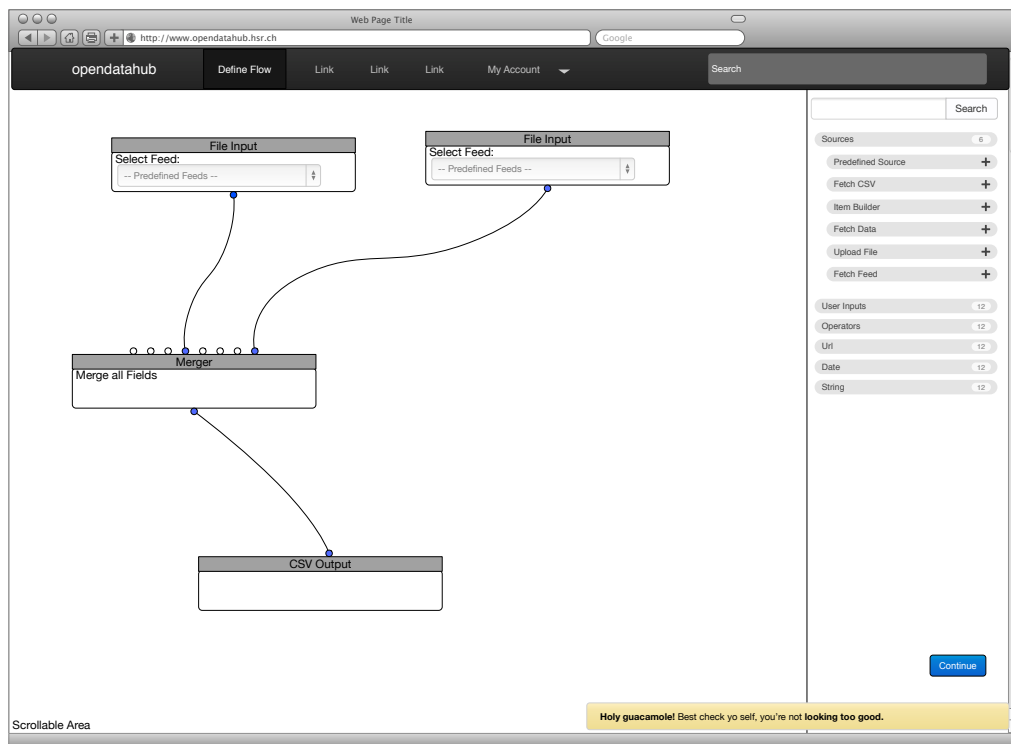 Web Page Title
http://www.opendatahub.hsr.ch
Google
opendatahub Define Flow Link Link Link My Account Search
Search
Sources 6
Predefined Source
Fetch CSV
Item Builder
Fetch Data
Upload File
Fetch Feed
User Inputs 12
Operators 12
Url 12
Date 12
String 12
File Input
Select Feed:
-- Predefined Feeds --
File Input
Select Feed:
-- Predefined Feeds --
Merger
Merge all Fields
CSV Output
Continue
Holy guacamole! Best check yo self, you're not looking too good.
Scrollable Area